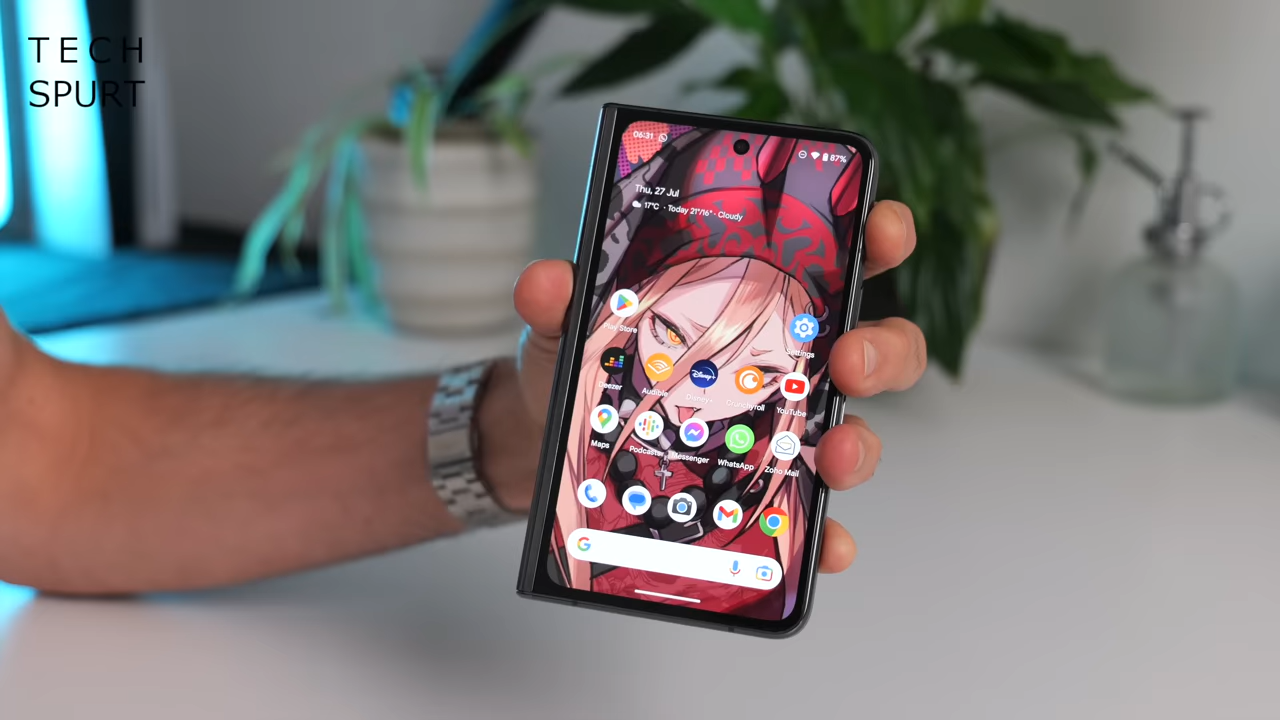 TECH
SPURT
06:31
87%
Thu, 27 Jul
17°C · Today 21°/16° · Cloudy
Play Store
Settings
Deezer
Audible
Disney+
Crunchyroll
YouTube
Maps
Podcasts
Messenger
WhatsApp
Zoho Mail